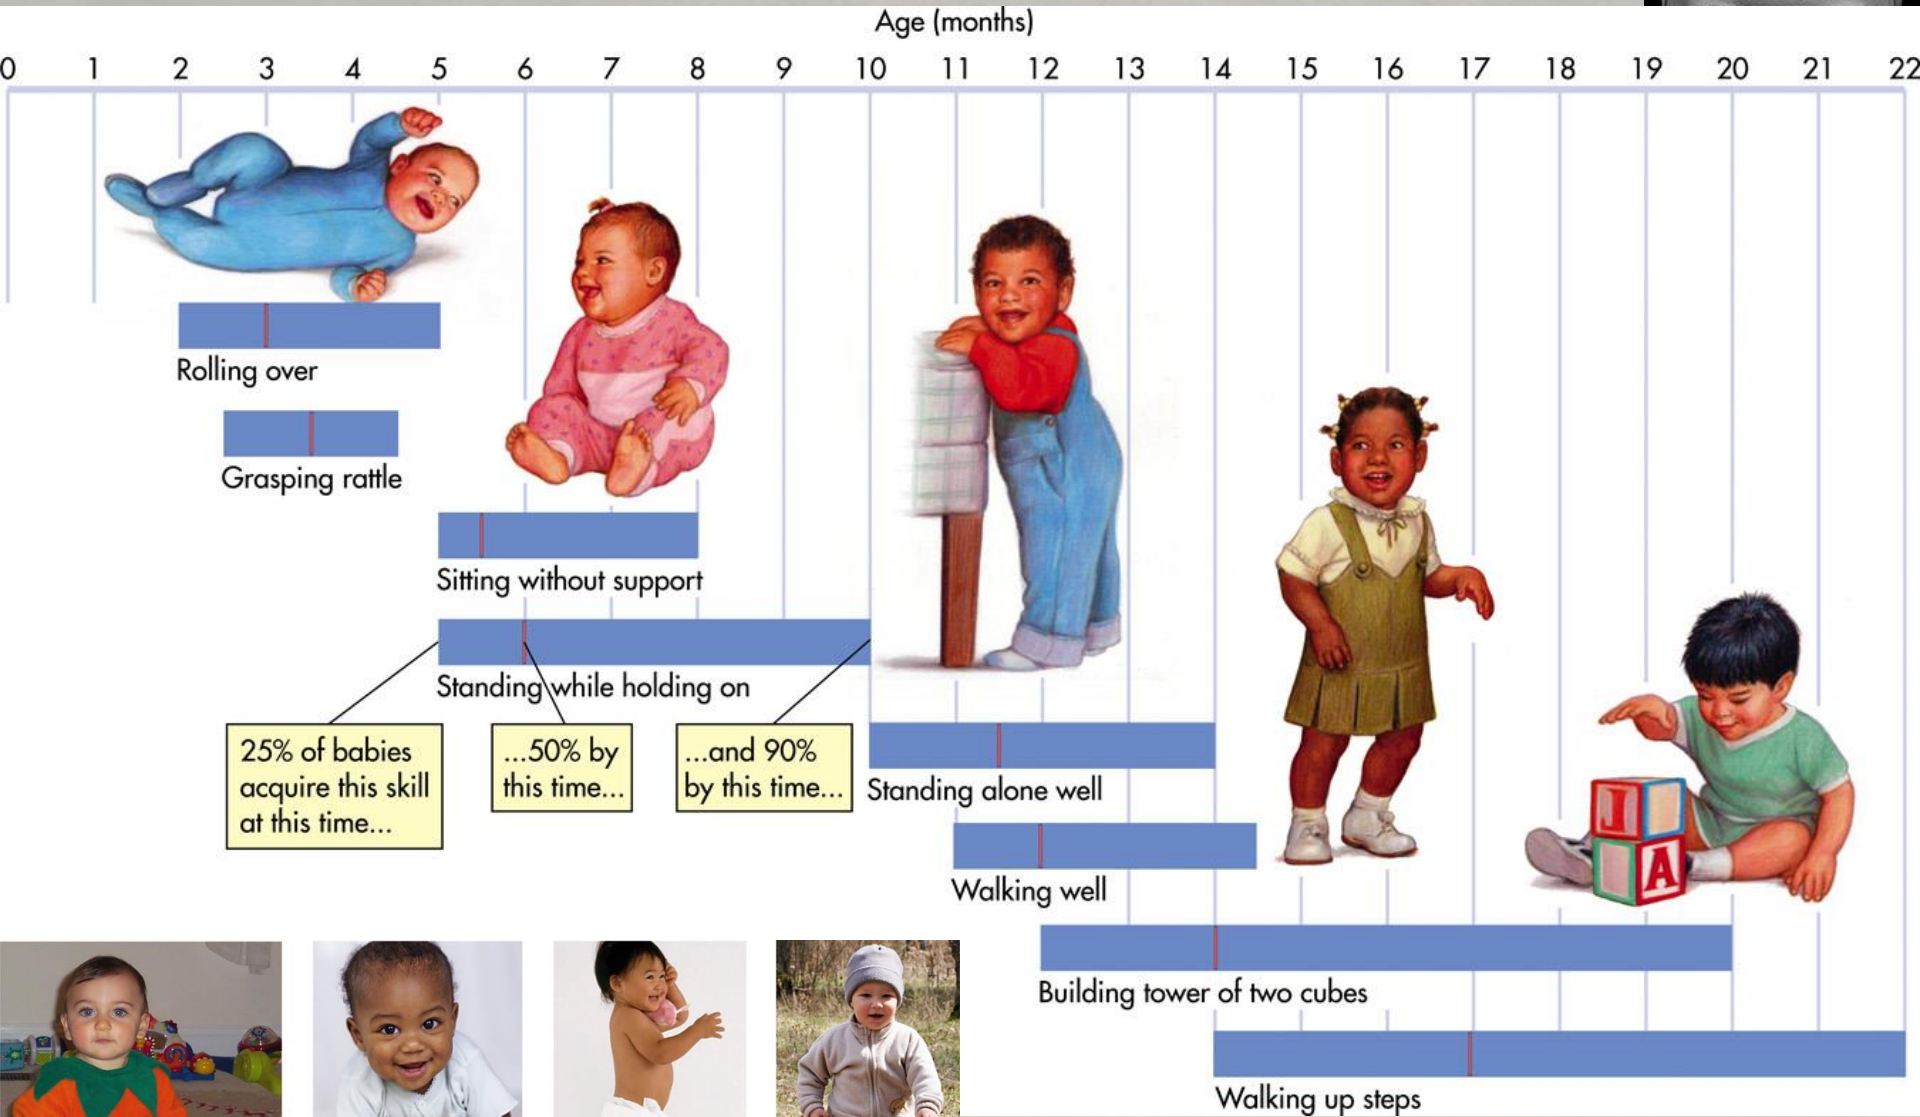 Age (months)
0 1 2 3 4 5 6 7 8 9 10 11 12 13 14 15 16 17 18 19 20 21 22
Rolling over
Grasping rattle
Sitting without support
Standing while holding on
25% of babies
acquire this skill
at this time...
...50% by
this time...
...and 90%
by this time...
Standing alone well
Walking well
J
A
Building tower of two cubes
Walking up steps